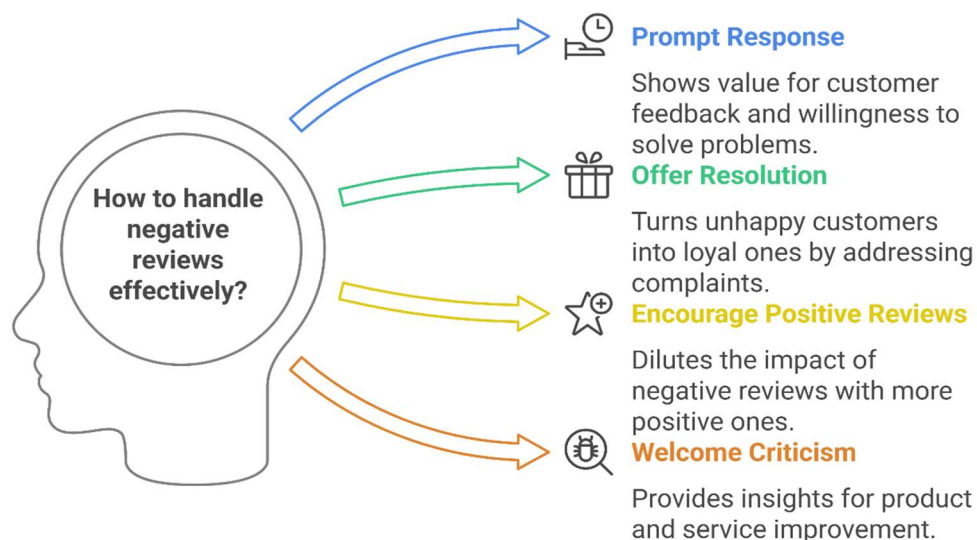 How to handle
negative
reviews
effectively?
Prompt Response
Shows value for customer
feedback and willingness to
solve problems.
Offer Resolution
Turns unhappy customers
into loyal ones by addressing
complaints.
Encourage Positive Reviews
Dilutes the impact of
negative reviews with more
positive ones.
Welcome Criticism
Provides insights for product
and service improvement.